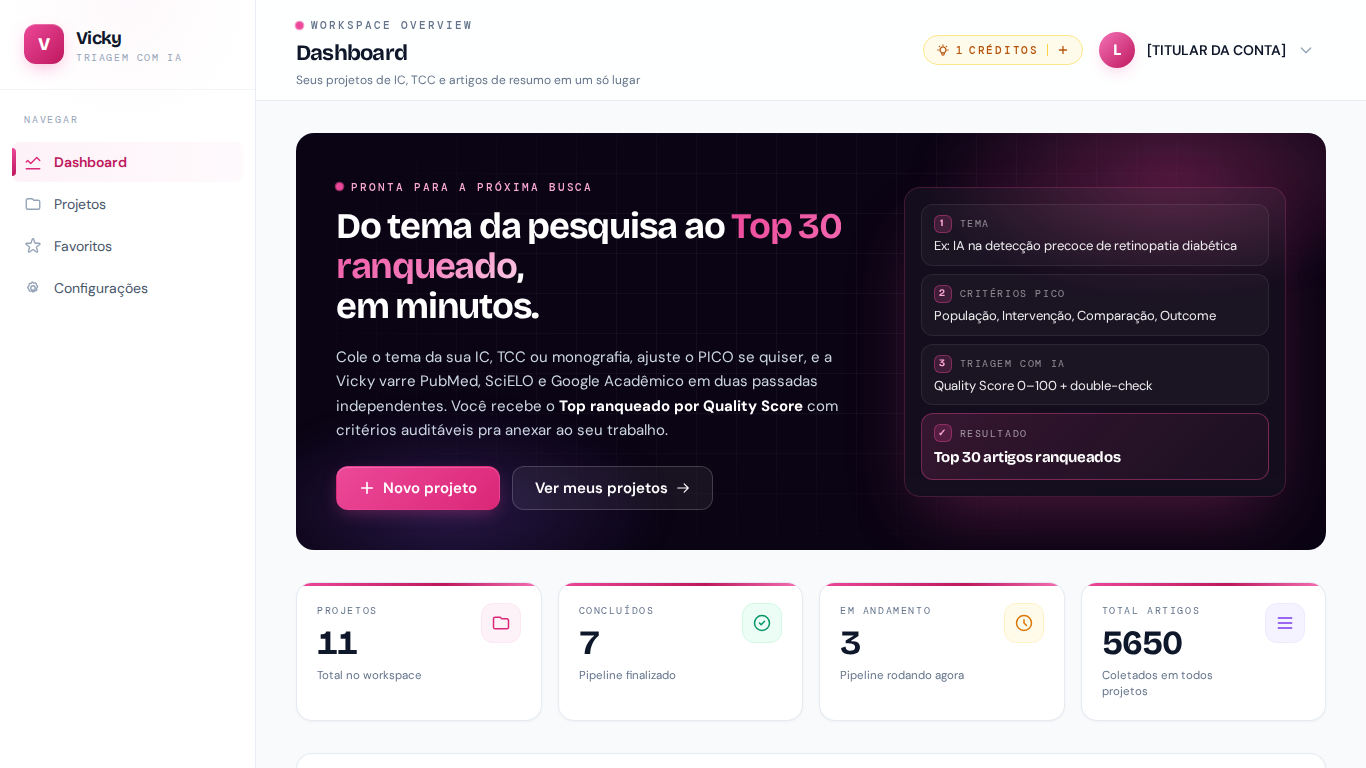 V
Vicky
TRIAGEM COM IA
NAVEGAR
Dashboard
Projetos
Favoritos
Configurações
WORKSPACE OVERVIEW
Dashboard
Seus projetos de IC, TCC e artigos de resumo em um só lugar
1 CRÉDITOS +
L
[TITULAR DA CONTA]
PRONTA PARA A PRÓXIMA BUSCA
Do tema da pesquisa ao Top 30
ranqueado,
em minutos.
Cole o tema da sua IC, TCC ou monografia, ajuste o PICO se quiser, e a
Vicky varre PubMed, SciELO e Google Acadêmico em duas passadas
independentes. Você recebe o Top ranqueado por Quality Score com
critérios auditáveis pra anexar ao seu trabalho.
+ Novo projeto
Ver meus projetos →
1 TEMA
Ex: IA na detecção precoce de retinopatia diabética
2 CRITÉRIOS PICO
População, Intervenção, Comparação, Outcome
3 TRIAGEM COM IA
Quality Score 0–100 + double-check
✓ RESULTADO
Top 30 artigos ranqueados
PROJETOS
11
Total no workspace
CONCLUÍDOS
7
Pipeline finalizado
EM ANDAMENTO
3
Pipeline rodando agora
TOTAL ARTIGOS
5650
Coletados em todos
projetos